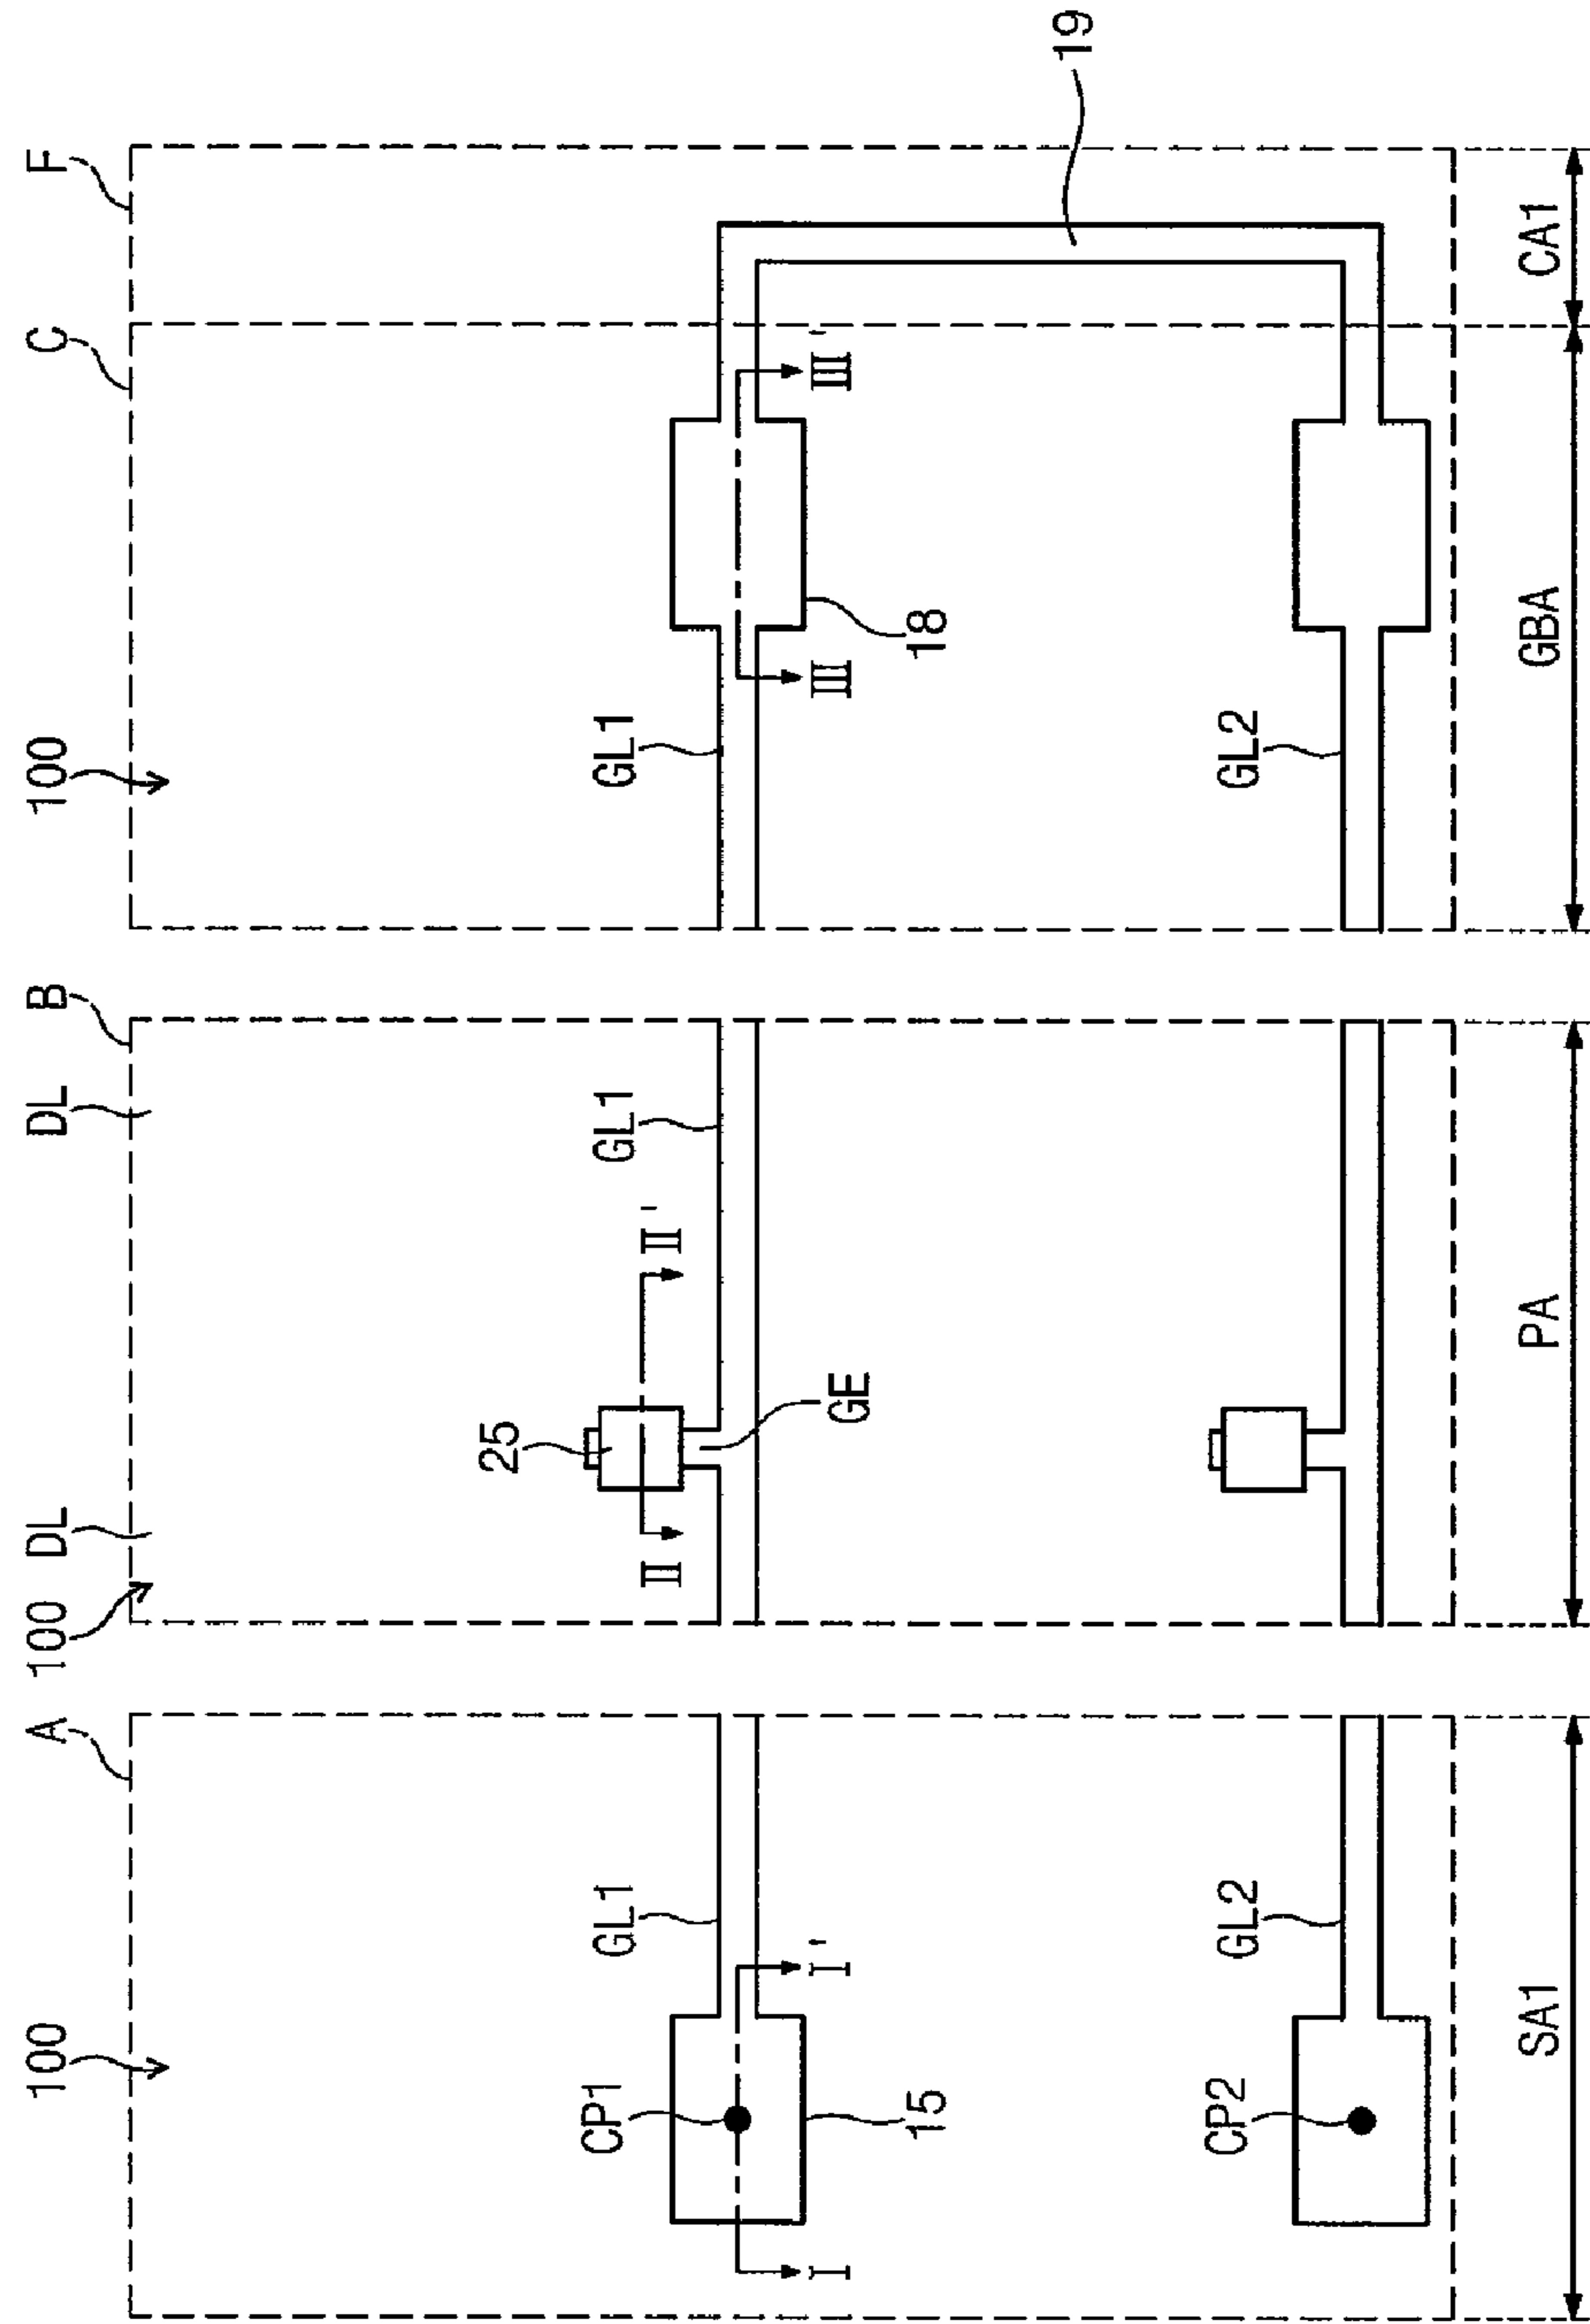 100
A
100
DL
DL
B
100
C
F
CP1
GL1
I
I'
15
25
II
II'
GL1
GE
GL1
III
III'
18
19
CP2
GL2
GL2
SA1
PA
GBA
CA1